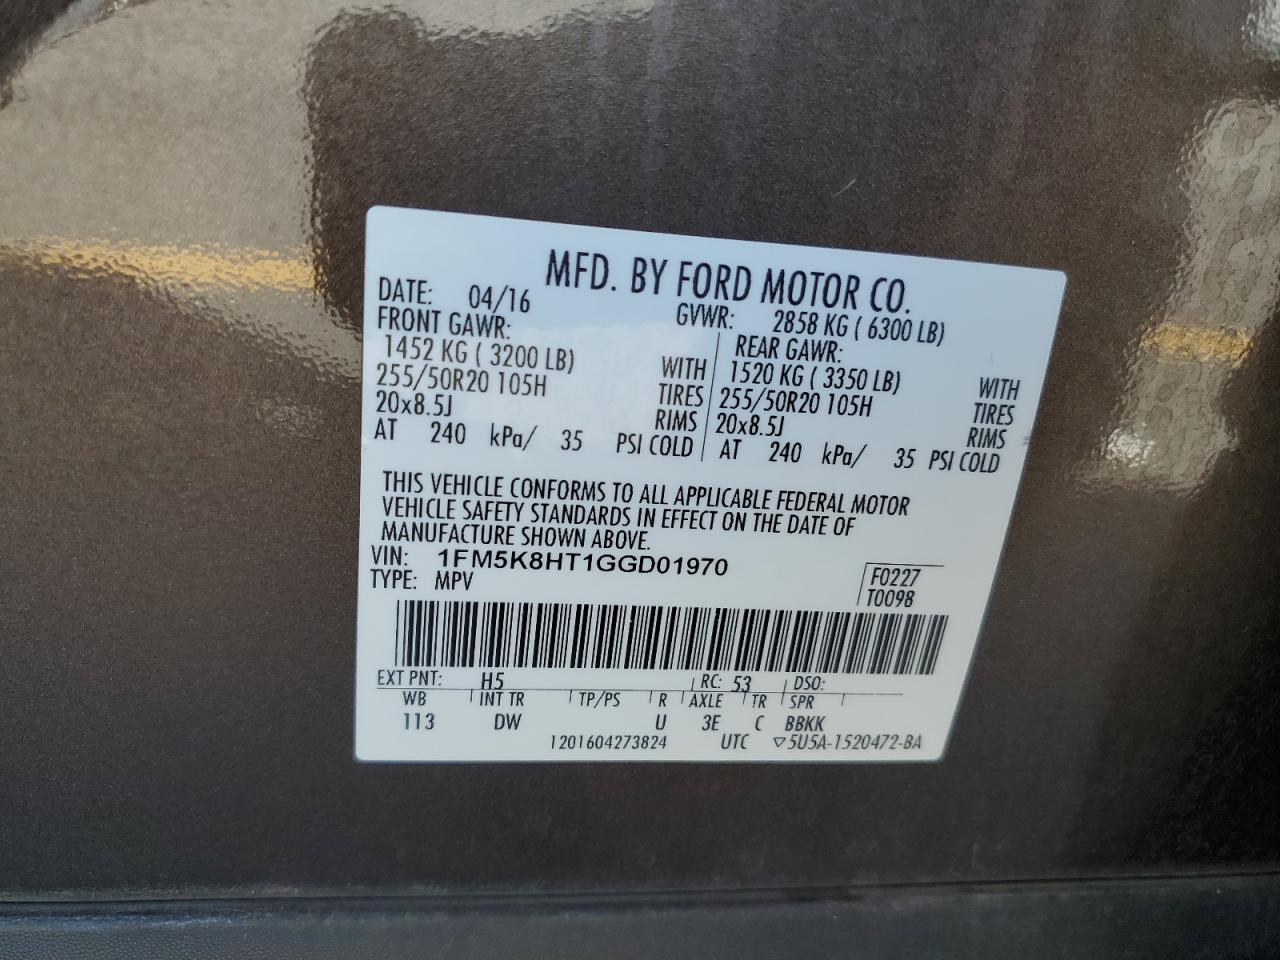 MFD. BY FORD MOTOR CO.
DATE: 04/16 GVWR: 2858 KG ( 6300 LB)
FRONT GAWR: REAR GAWR:
1452 KG ( 3200 LB) WITH 1520 KG ( 3350 LB) WITH
255/50R20 105H TIRES 255/50R20 105H TIRES
20x8.5J RIMS 20x8.5J RIMS
AT 240 kPa/ 35 PSI COLD AT 240 kPa/ 35 PSI COLD
THIS VEHICLE CONFORMS TO ALL APPLICABLE FEDERAL MOTOR
VEHICLE SAFETY STANDARDS IN EFFECT ON THE DATE OF
MANUFACTURE SHOWN ABOVE.
VIN: 1FM5K8HT1GGD01970 F0227
TYPE: MPV T0098
EXT PNT: H5 RC: 53 DSO:
WB INT TR TP/PS R AXLE TR SPR
113 DW U 3E C BBKK
1201604273824 UTC ▽5U5A-1520472-BA